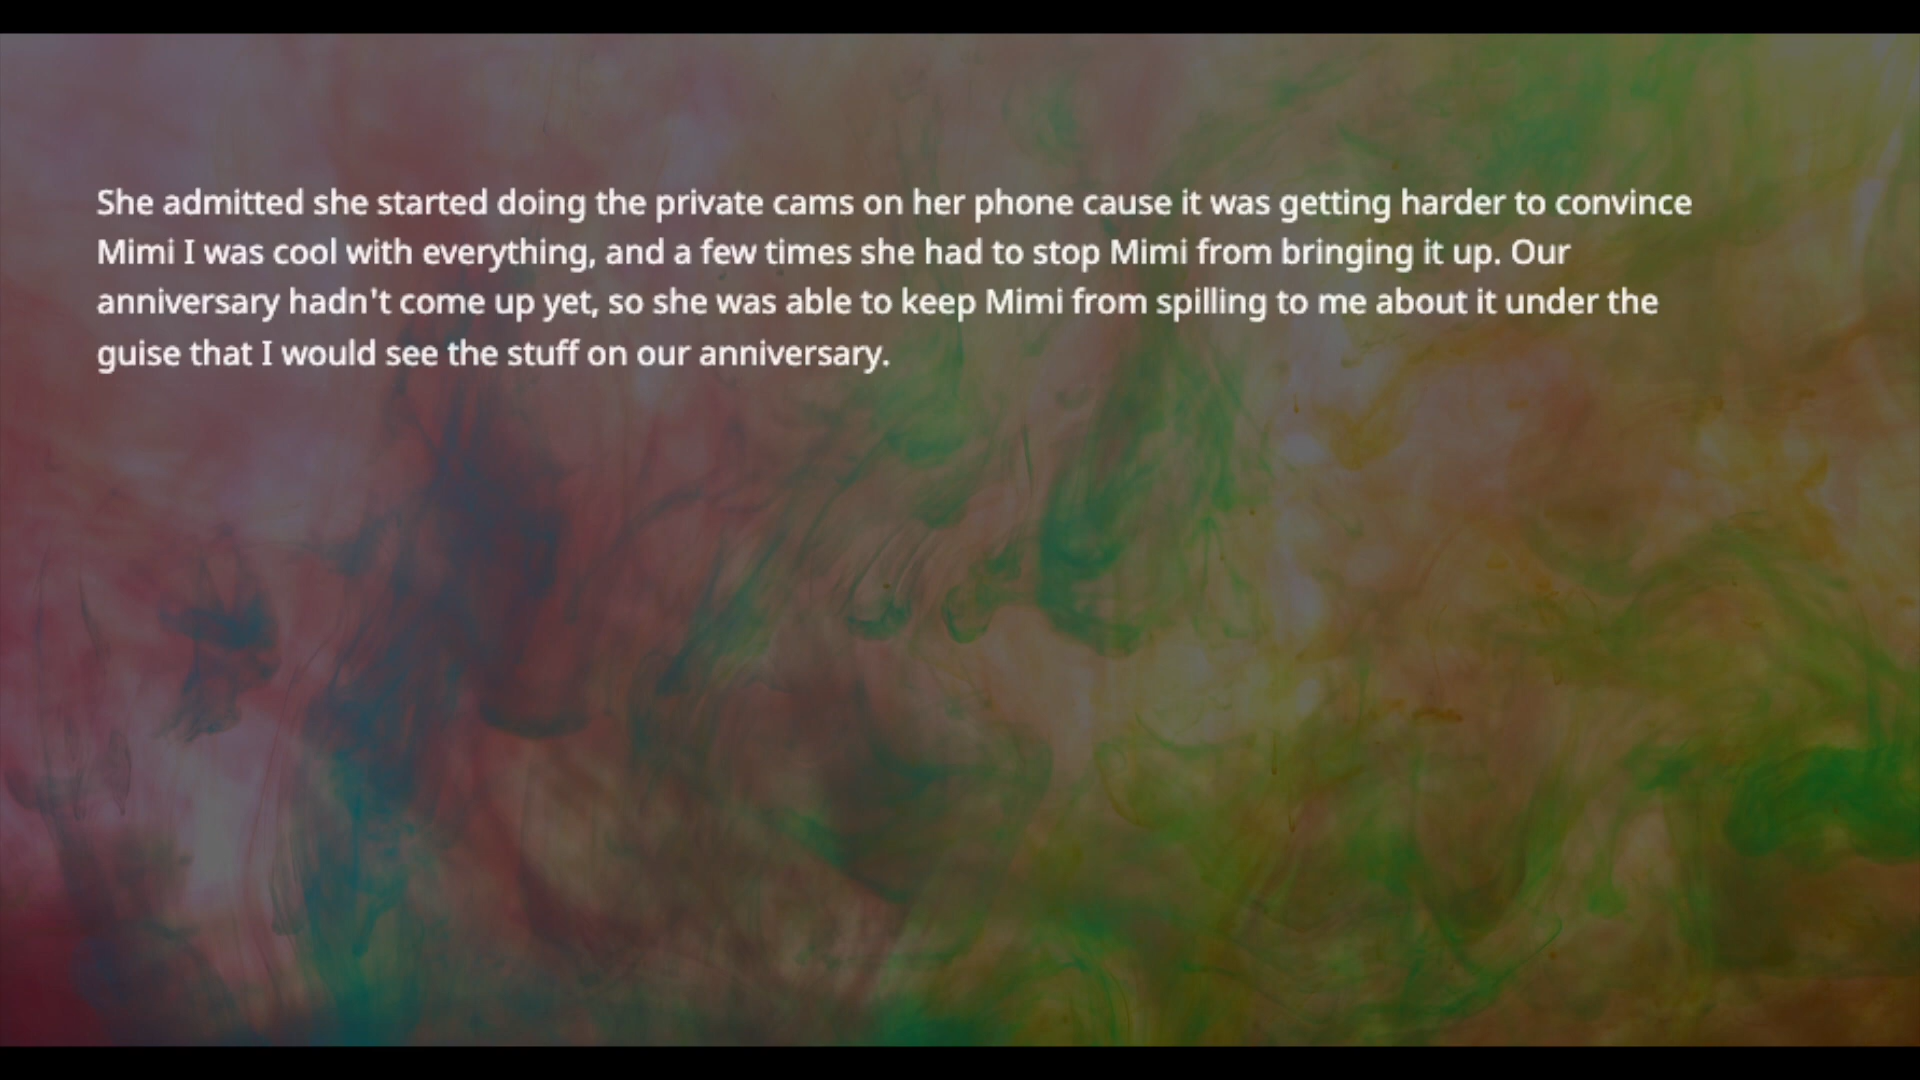 She admitted she started doing the private cams on her phone cause it was getting harder to convince
Mimi I was cool with everything, and a few times she had to stop Mimi from bringing it up. Our
anniversary hadn't come up yet, so she was able to keep Mimi from spilling to me about it under the
guise that I would see the stuff on our anniversary.